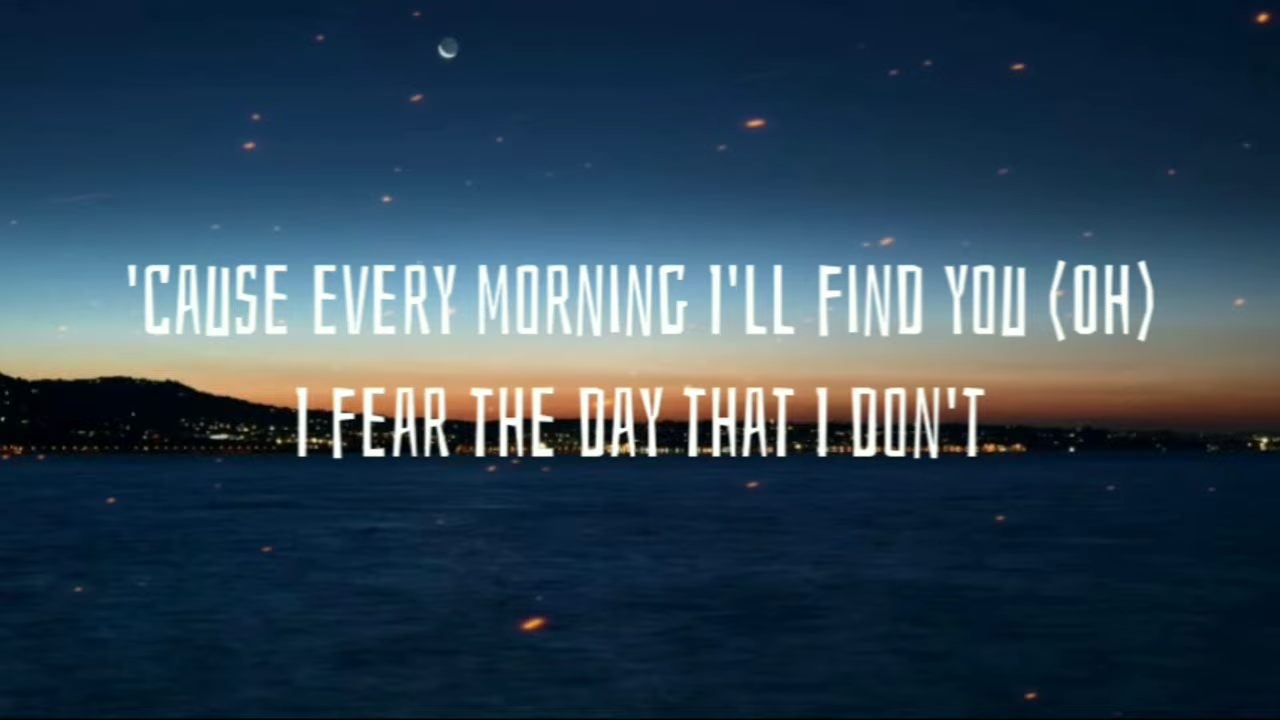 'CAUSE EVERY MORNING I'LL FIND YOU (OH)
I FEAR THE DAY THAT I DON'T